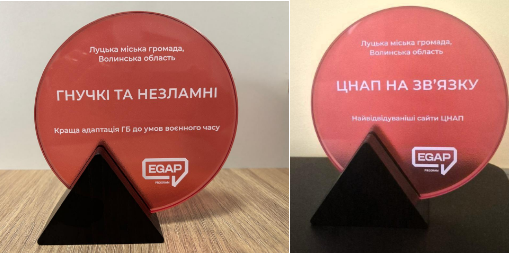 Луцька міська громада,
Волинська область
ГНУЧКІ ТА НЕЗЛАМНІ
Краща адаптація ГБ до умов воєнного часу
EGAP
Луцька міська громада,
Волинська область
ЦНАП НА ЗВ'ЯЗКУ
Найвідвідуваніші сайти ЦНАП
EGAP